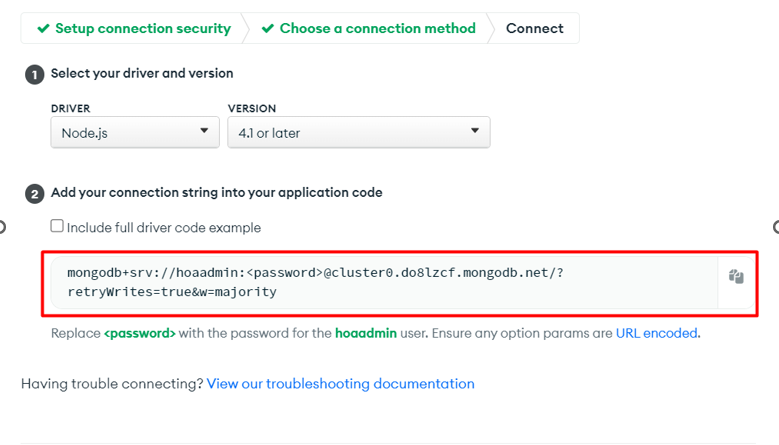 Setup connection security Choose a connection method Connect
1 Select your driver and version
DRIVER VERSION
Node.js 4.1 or later
2 Add your connection string into your application code
Include full driver code example
mongodb+srv://hoaadmin:<password>@cluster0.do8lzcf.mongodb.net/?
retryWrites=true&w=majority
Replace <password> with the password for the hoaadmin user. Ensure any option params are URL encoded.
Having trouble connecting? View our troubleshooting documentation